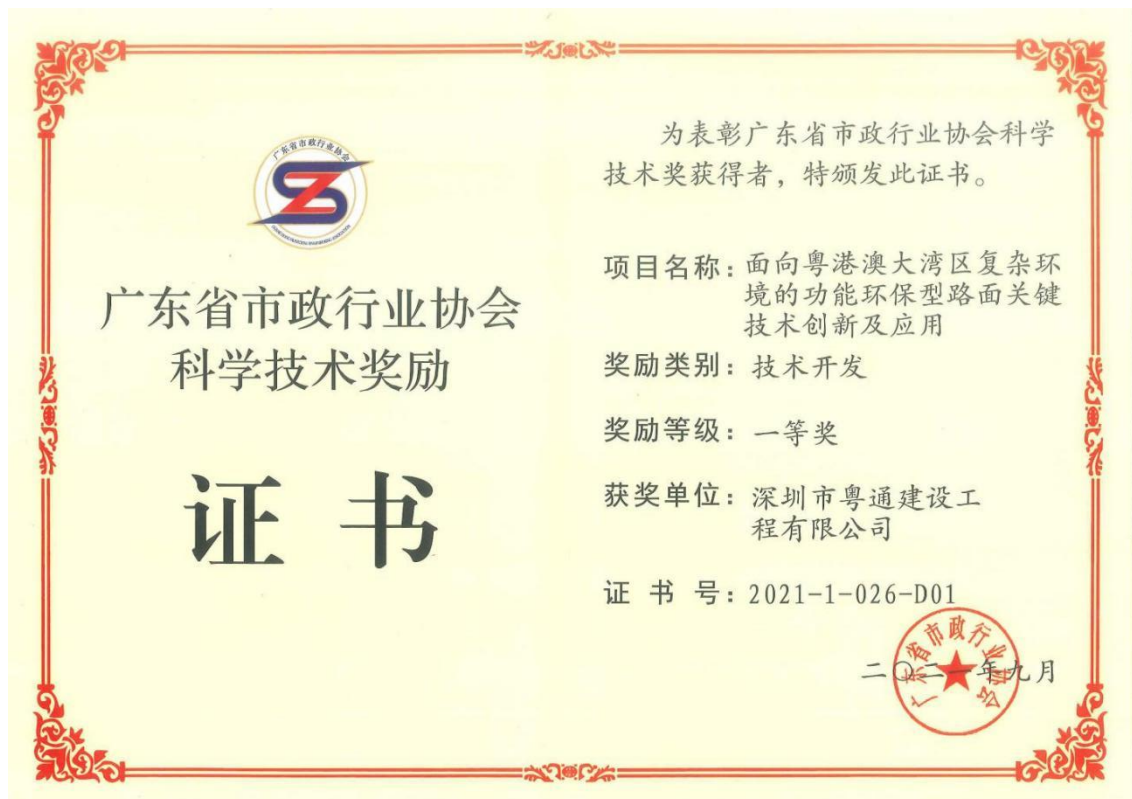 广东省市政行业协会
广东省市政行业协会
科学技术奖励
证 书
为表彰广东省市政行业协会科学
技术奖获得者，特颁发此证书。
项目名称：面向粤港澳大湾区复杂环
境的功能环保型路面关键
技术创新及应用
奖励类别：技术开发
奖励等级：一等奖
获奖单位：深圳市粤通建设工
程有限公司
证 书 号：2021-1-026-D01
二〇二一年九月
广东省市政行业协会